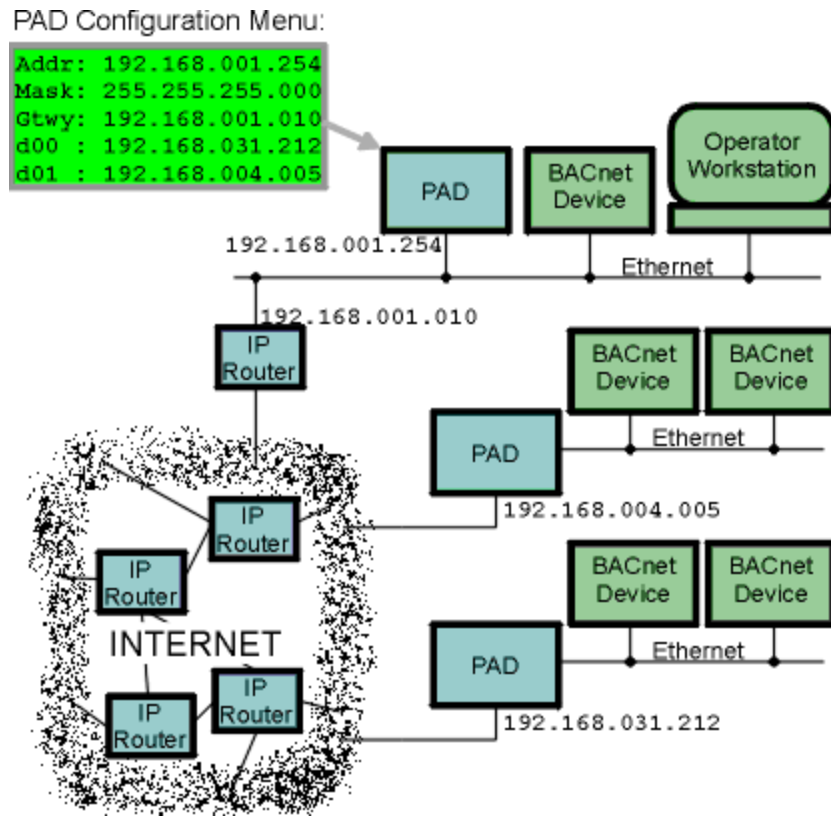 PAD Configuration Menu:
Addr: 192.168.001.254
Mask: 255.255.255.000
Gtwy: 192.168.001.010
d00 : 192.168.031.212
d01 : 192.168.004.005
PAD
BACnet
Device
Operator
Workstation
192.168.001.254
Ethernet
192.168.001.010
IP
Router
BACnet
Device
BACnet
Device
PAD
Ethernet
192.168.004.005
IP
Router
IP
Router
INTERNET
BACnet
Device
BACnet
Device
PAD
Ethernet
192.168.031.212
IP
Router
IP
Router